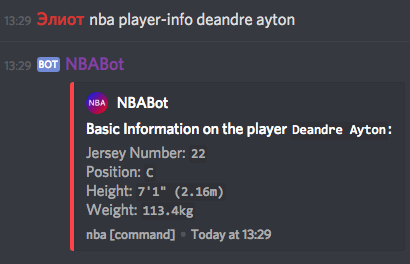 13:29 Элиот nba player-info deandre ayton
13:29 BOT NBABot
NBA NBABot
Basic Information on the player Deandre Ayton:
Jersey Number: 22
Position: C
Height: 7'1" (2.16m)
Weight: 113.4kg
nba [command] • Today at 13:29